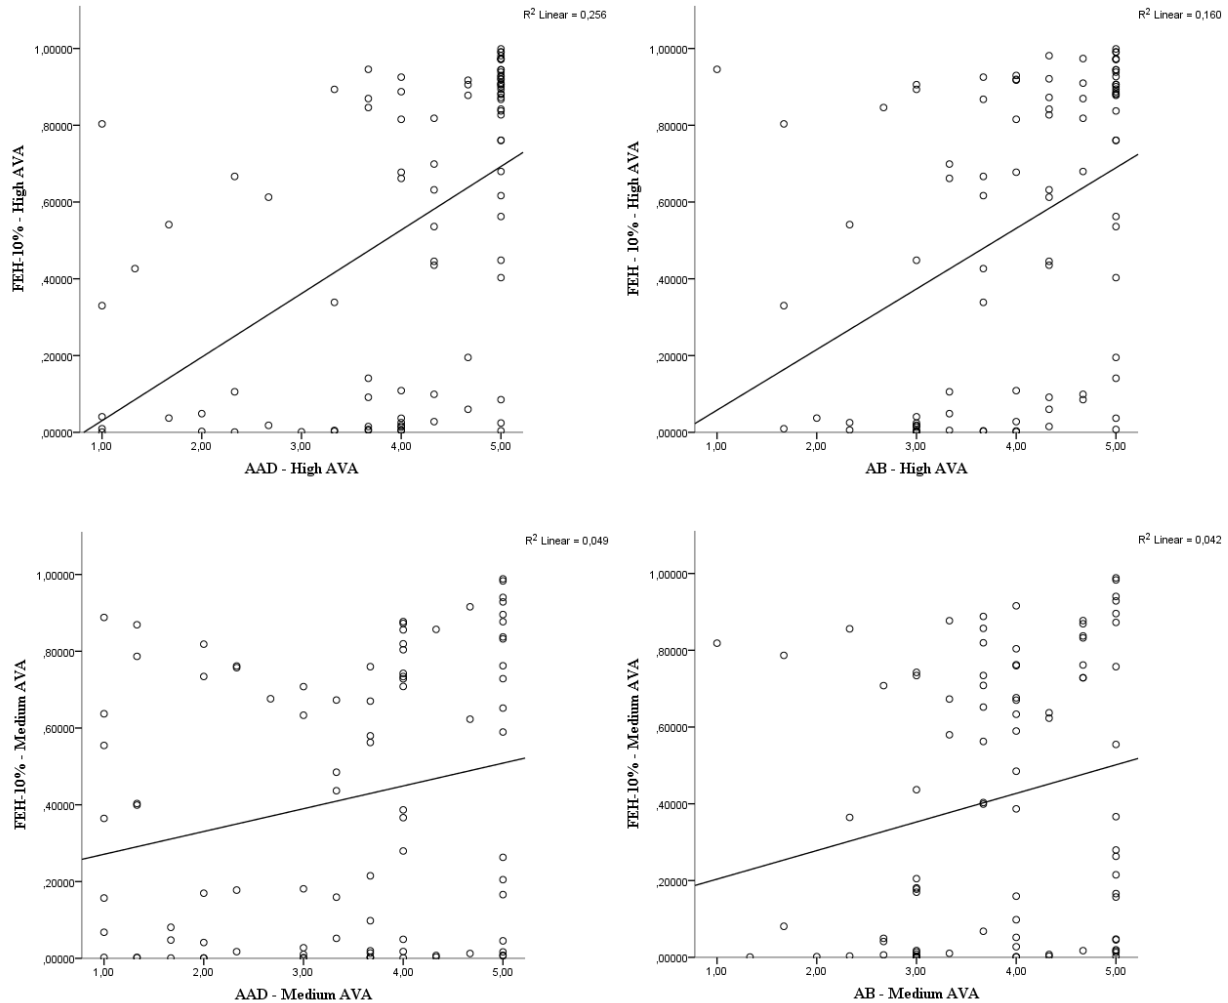 R² Linear = 0,256
1,00000
,80000
,60000
,40000
,20000
,00000
FEH-10% - High AVA
1,00 2,00 3,00 4,00 5,00
AAD - High AVA
R² Linear = 0,160
1,00000
,80000
,60000
,40000
,20000
,00000
FEH - 10% - High AVA
1,00 2,00 3,00 4,00 5,00
AB - High AVA
R² Linear = 0,049
1,00000
,80000
,60000
,40000
,20000
,00000
FEH-10% - Medium AVA
1,00 2,00 3,00 4,00 5,00
AAD - Medium AVA
R² Linear = 0,042
1,00000
,80000
,60000
,40000
,20000
,00000
FEH-10% - Medium AVA
1,00 2,00 3,00 4,00 5,00
AB - Medium AVA